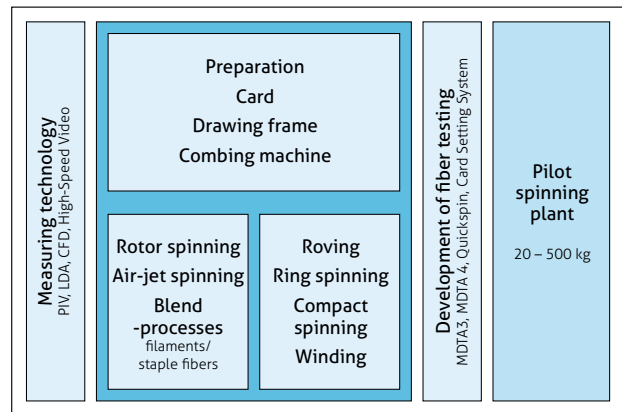 Measuring technology
PIV, LDA, CFD, High-Speed Video
Preparation
Card
Drawing frame
Combing machine
Rotor spinning
Air-jet spinning
Blend
-processes
filaments/
staple fibers
Roving
Ring spinning
Compact
spinning
Winding
Development of fiber testing
MDTA3, MDTA 4, Quickspin, Card Setting System
Pilot
spinning
plant
20 – 500 kg